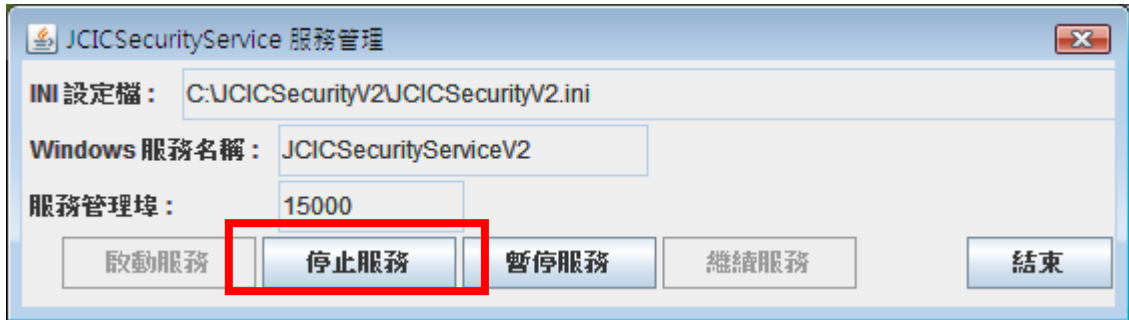 JCICSecurityService 服務管理
INI 設定檔： C:\JCICSecurityV2\JCICSecurityV2.ini
Windows 服務名稱： JCICSecurityServiceV2
服務管理埠： 15000
啟動服務 停止服務 暫停服務 繼續服務 結束